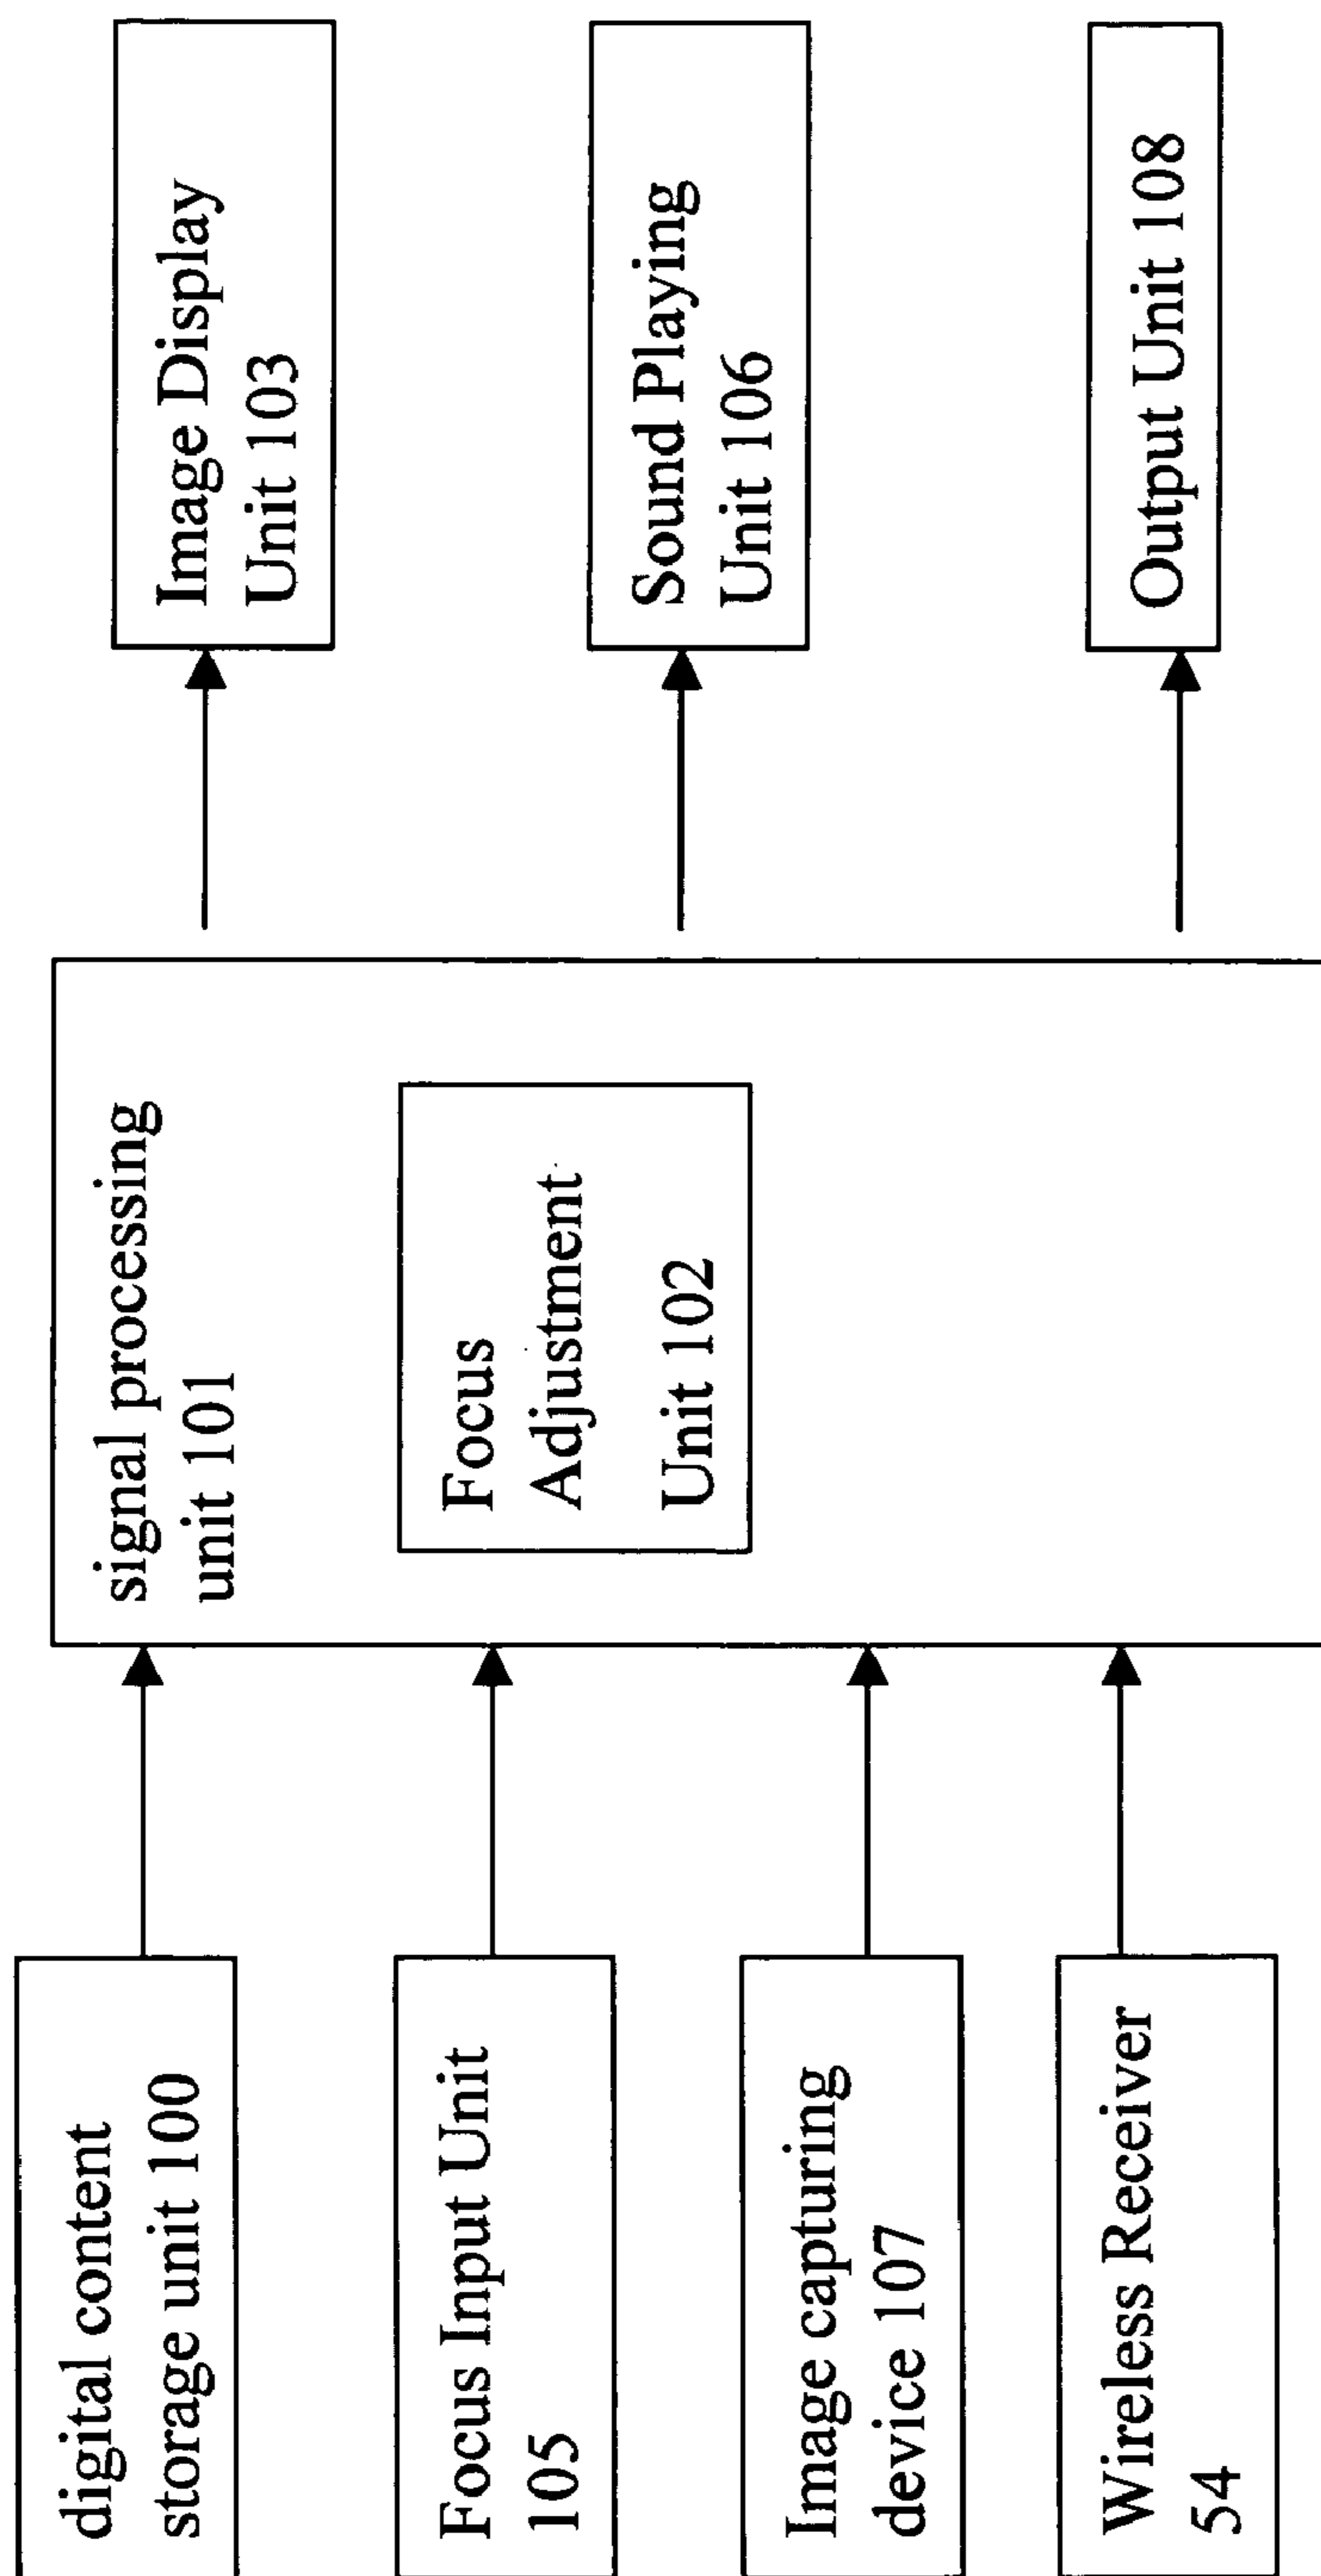 digital content
storage unit 100
Focus Input Unit
105
Image capturing
device 107
Wireless Receiver
54
signal processing
unit 101
Focus
Adjustment
Unit 102
Image Display
Unit 103
Sound Playing
Unit 106
Output Unit 108